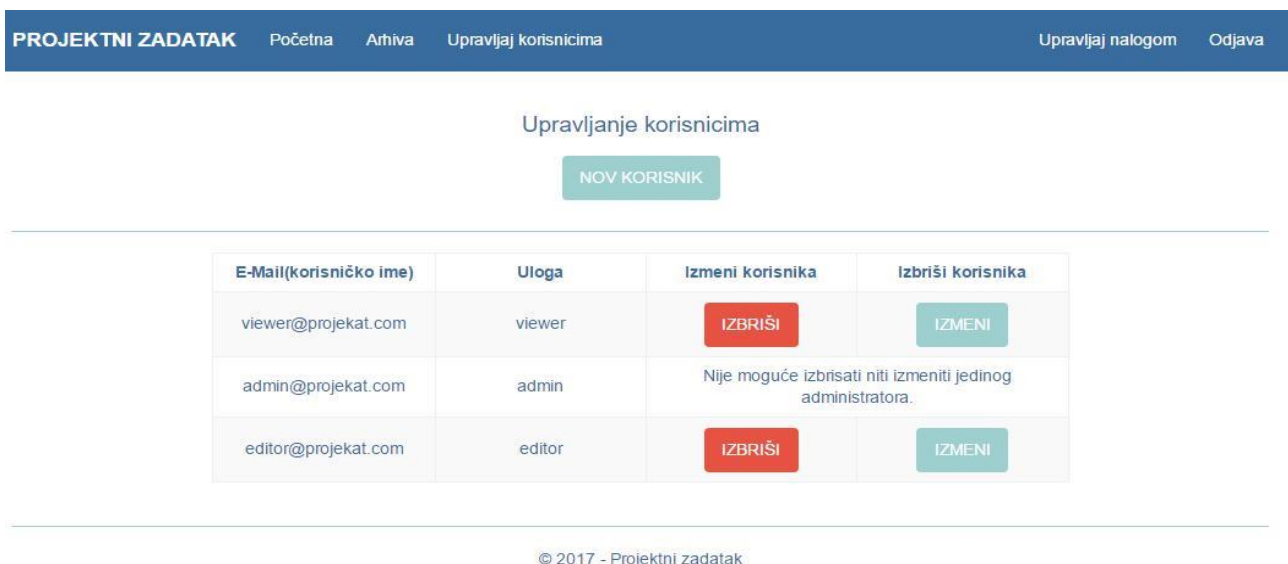 PROJEKTNI ZADATAK Početna Arhiva Upravljaj korisnicima Upravljaj nalogom Odjava
Upravljanje korisnicima
NOV KORISNIK
E-Mail(korisničko ime) Uloga Izmeni korisnika Izbriši korisnika
viewer@projekat.com viewer IZBRIŠI IZMENI
admin@projekat.com admin Nije moguće izbrisati niti izmeniti jedinog
administratora.
editor@projekat.com editor IZBRIŠI IZMENI
© 2017 - Projektni zadatak